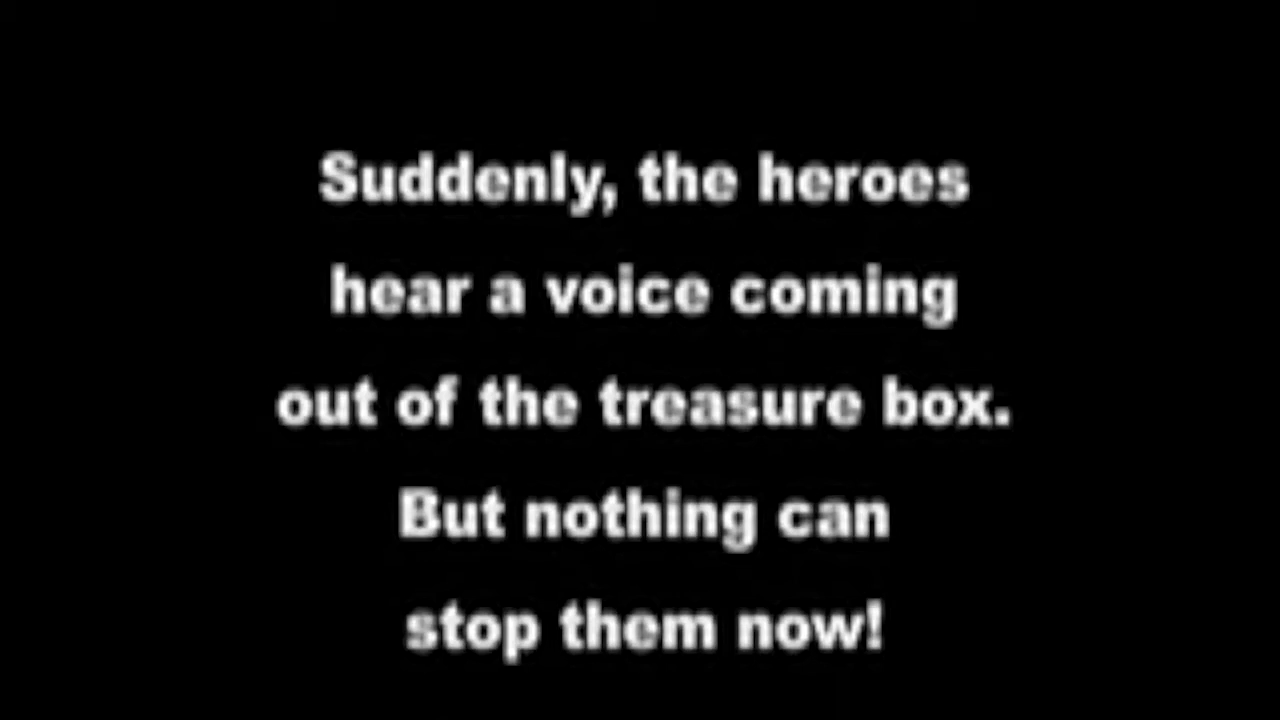 Suddenly, the heroes
hear a voice coming
out of the treasure box.
But nothing can
stop them now!